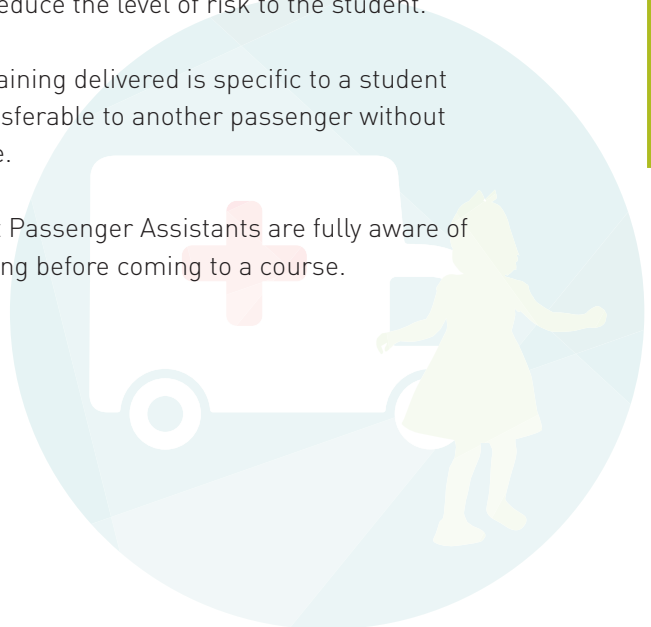 educe the level of risk to the student.
aining delivered is specific to a student
sferable to another passenger without
e.
t Passenger Assistants are fully aware of
ng before coming to a course.